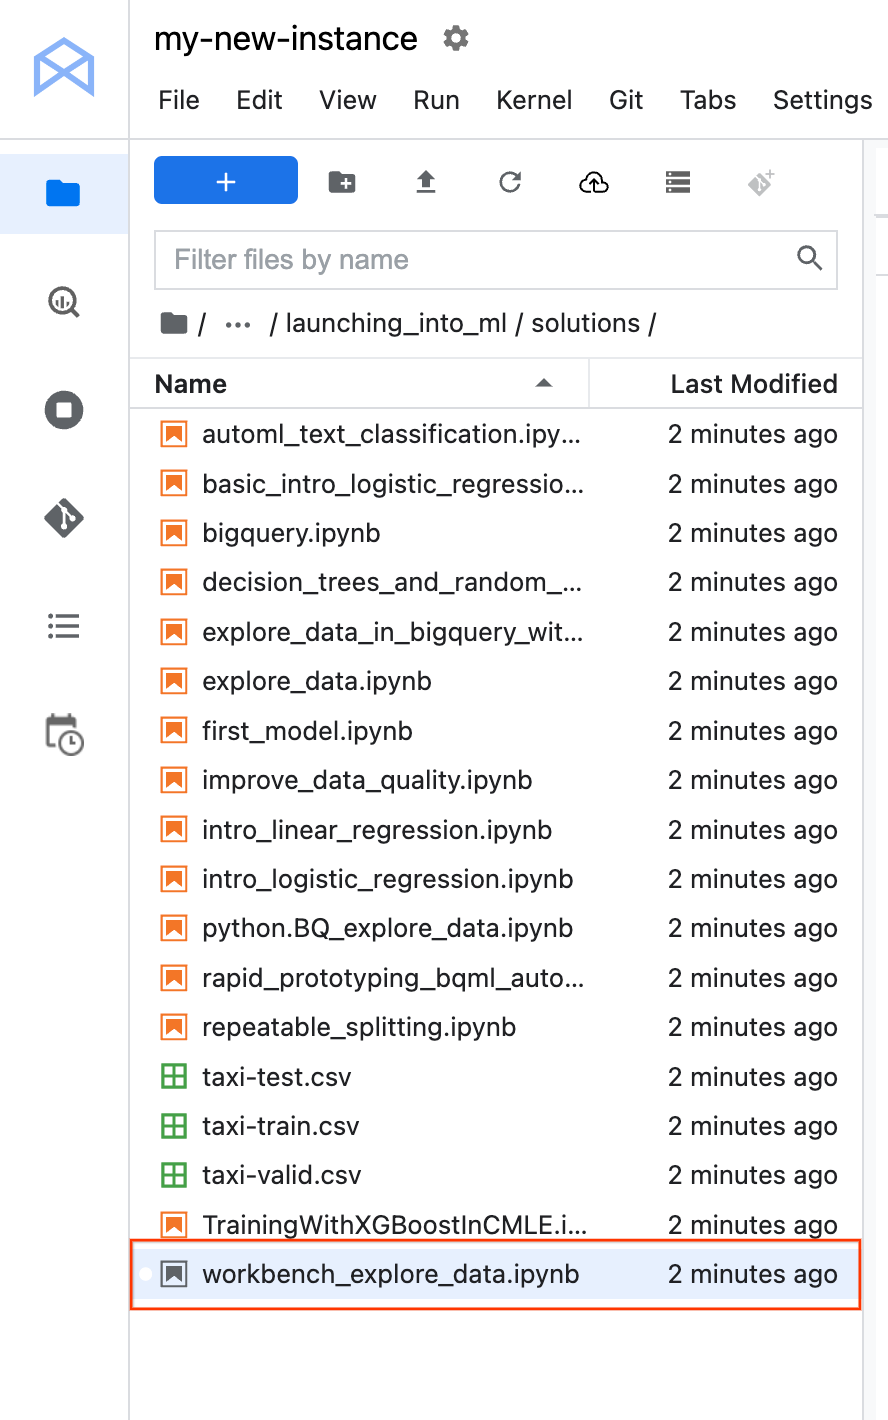 my-new-instance
File Edit View Run Kernel Git Tabs Settings
+
Filter files by name
/ ... / launching_into_ml / solutions /
Name Last Modified
automl_text_classification.ipy... 2 minutes ago
basic_intro_logistic_regressio... 2 minutes ago
bigquery.ipynb 2 minutes ago
decision_trees_and_random_... 2 minutes ago
explore_data_in_bigquery_wit... 2 minutes ago
explore_data.ipynb 2 minutes ago
first_model.ipynb 2 minutes ago
improve_data_quality.ipynb 2 minutes ago
intro_linear_regression.ipynb 2 minutes ago
intro_logistic_regression.ipynb 2 minutes ago
python.BQ_explore_data.ipynb 2 minutes ago
rapid_prototyping_bqml_auto... 2 minutes ago
repeatable_splitting.ipynb 2 minutes ago
taxi-test.csv 2 minutes ago
taxi-train.csv 2 minutes ago
taxi-valid.csv 2 minutes ago
TrainingWithXGBoostInCMLE.i... 2 minutes ago
workbench_explore_data.ipynb 2 minutes ago